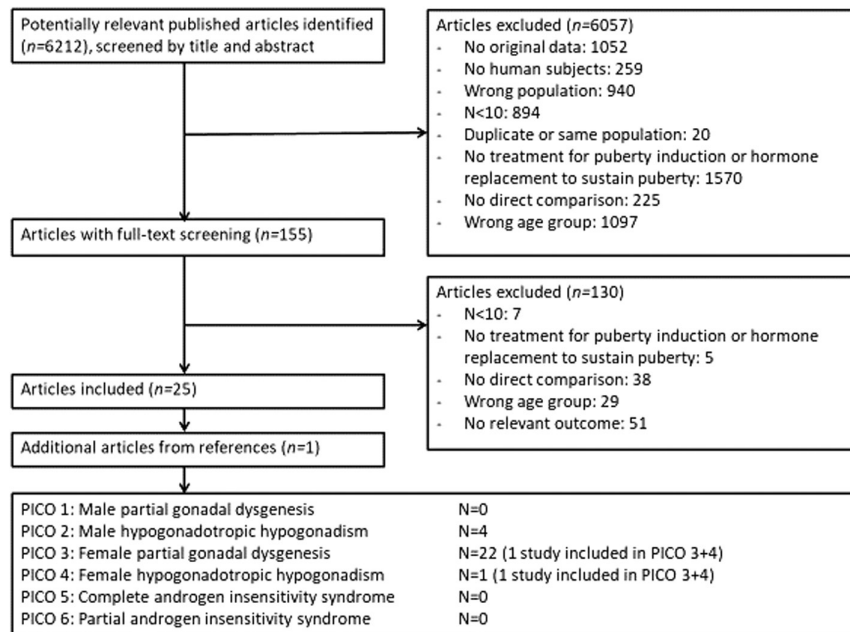 Potentially relevant published articles identified
(n=6212), screened by title and abstract
Articles excluded (n=6057)
- No original data: 1052
- No human subjects: 259
- Wrong population: 940
- N<10: 894
- Duplicate or same population: 20
- No treatment for puberty induction or hormone
replacement to sustain puberty: 1570
- No direct comparison: 225
- Wrong age group: 1097
Articles with full-text screening (n=155)
Articles excluded (n=130)
- N<10: 7
- No treatment for puberty induction or hormone
replacement to sustain puberty: 5
- No direct comparison: 38
- Wrong age group: 29
- No relevant outcome: 51
Articles included (n=25)
Additional articles from references (n=1)
PICO 1: Male partial gonadal dysgenesis N=0
PICO 2: Male hypogonadotropic hypogonadism N=4
PICO 3: Female partial gonadal dysgenesis N=22 (1 study included in PICO 3+4)
PICO 4: Female hypogonadotropic hypogonadism N=1 (1 study included in PICO 3+4)
PICO 5: Complete androgen insensitivity syndrome N=0
PICO 6: Partial androgen insensitivity syndrome N=0